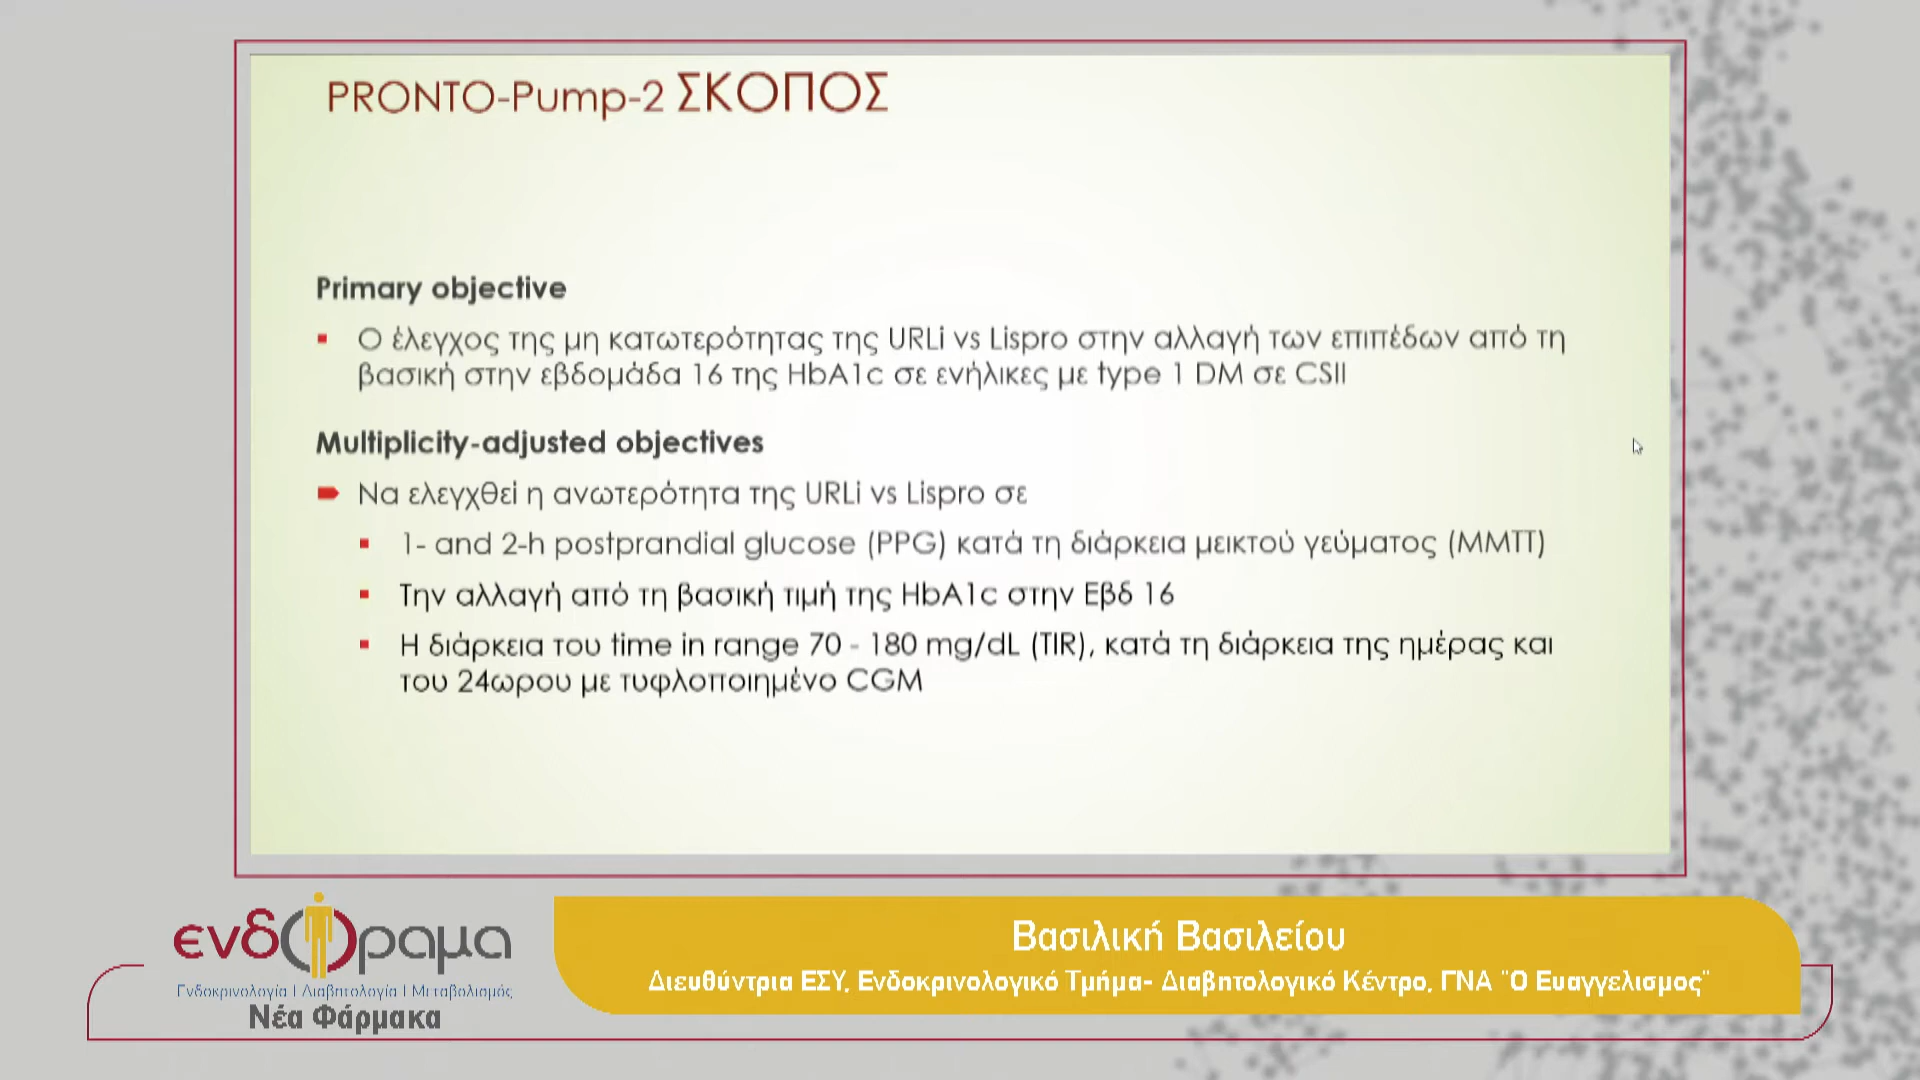 PRONTO-Pump-2 ΣΚΟΠΟΣ
Primary objective
Ο έλεγχος της μη κατωτερότητας της URLi vs Lispro στην αλλαγή των επιπέδων από τη
βασική στην εβδομάδα 16 της HbA1c σε ενήλικες με type 1 DM σε CSII
Multiplicity-adjusted objectives
Να ελεγχθεί η ανωτερότητα της URLi vs Lispro σε
1- and 2-h postprandial glucose (PPG) κατά τη διάρκεια μεικτού γεύματος (MMTT)
Την αλλαγή από τη βασική τιμή της HbA1c στην Εβδ 16
Η διάρκεια του time in range 70 - 180 mg/dL (TIR), κατά τη διάρκεια της ημέρας και
του 24ωρου με τυφλοποιημένο CGM
ενδόραμα
Ενδοκρινολογία | Διαβητολογία | Μεταβολισμός
Νέα Φάρμακα
Βασιλική Βασιλείου
Διευθύντρια ΕΣΥ, Ενδοκρινολογικό Τμήμα- Διαβητολογικό Κέντρο, ΓΝΑ "Ο Ευαγγελισμος"